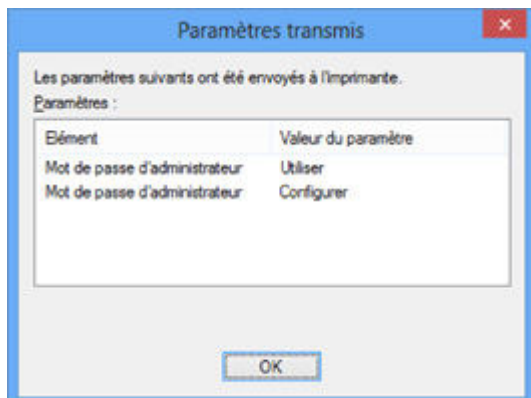 Paramètres transmis
Les paramètres suivants ont été envoyés à l'imprimante.
Paramètres :
Elément Valeur du paramètre
Mot de passe d'administrateur Utiliser
Mot de passe d'administrateur Configurer
OK